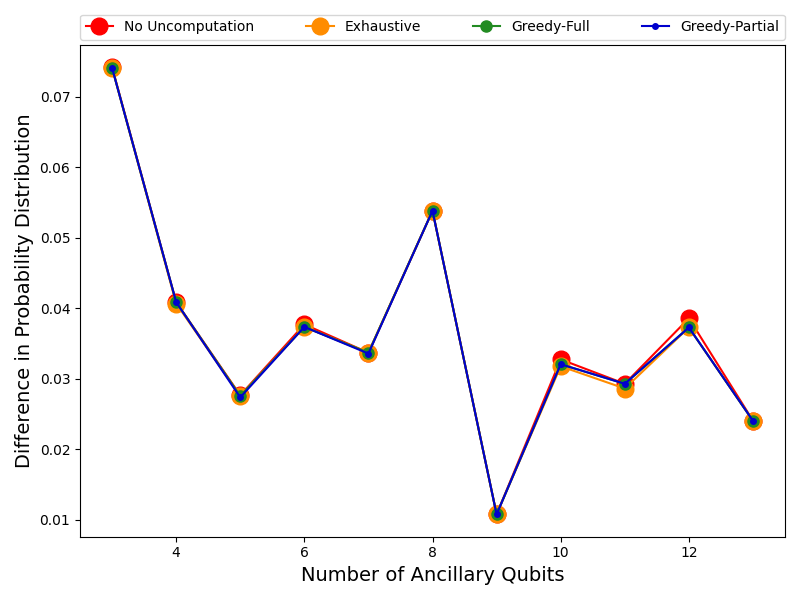 No Uncomputation Exhaustive Greedy-Full Greedy-Partial
Difference in Probability Distribution
0.07
0.06
0.05
0.04
0.03
0.02
0.01
4 6 8 10 12
Number of Ancillary Qubits